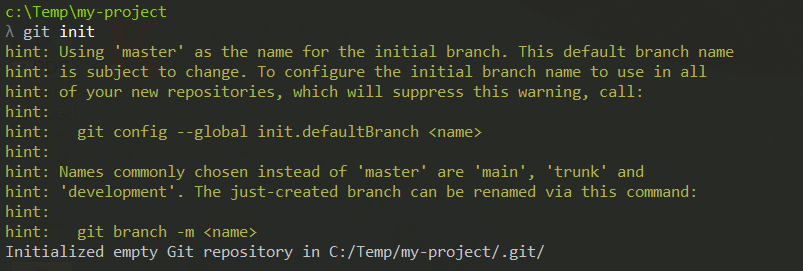 c:\Temp\my-project
λ git init
hint: Using 'master' as the name for the initial branch. This default branch name
hint: is subject to change. To configure the initial branch name to use in all
hint: of your new repositories, which will suppress this warning, call:
hint:
hint:   git config --global init.defaultBranch <name>
hint:
hint: Names commonly chosen instead of 'master' are 'main', 'trunk' and
hint: 'development'. The just-created branch can be renamed via this command:
hint:
hint:   git branch -m <name>
Initialized empty Git repository in C:/Temp/my-project/.git/